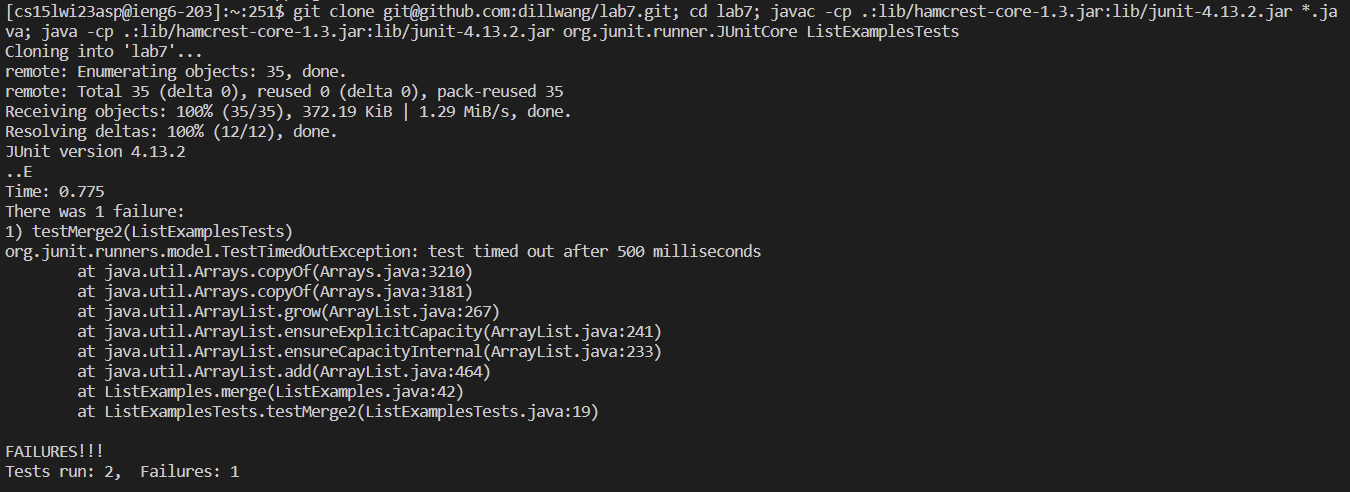 [cs15lwi23asp@ieng6-203]:~:251$ git clone git@github.com:dillwang/lab7.git; cd lab7; javac -cp .:lib/hamcrest-core-1.3.jar:lib/junit-4.13.2.jar *.ja
va; java -cp .:lib/hamcrest-core-1.3.jar:lib/junit-4.13.2.jar org.junit.runner.JUnitCore ListExamplesTests
Cloning into 'lab7'...
remote: Enumerating objects: 35, done.
remote: Total 35 (delta 0), reused 0 (delta 0), pack-reused 35
Receiving objects: 100% (35/35), 372.19 KiB | 1.29 MiB/s, done.
Resolving deltas: 100% (12/12), done.
JUnit version 4.13.2
..E
Time: 0.775
There was 1 failure:
1) testMerge2(ListExamplesTests)
org.junit.runners.model.TestTimedOutException: test timed out after 500 milliseconds
        at java.util.Arrays.copyOf(Arrays.java:3210)
        at java.util.Arrays.copyOf(Arrays.java:3181)
        at java.util.ArrayList.grow(ArrayList.java:267)
        at java.util.ArrayList.ensureExplicitCapacity(ArrayList.java:241)
        at java.util.ArrayList.ensureCapacityInternal(ArrayList.java:233)
        at java.util.ArrayList.add(ArrayList.java:464)
        at ListExamples.merge(ListExamples.java:42)
        at ListExamplesTests.testMerge2(ListExamplesTests.java:19)

FAILURES!!!
Tests run: 2,  Failures: 1